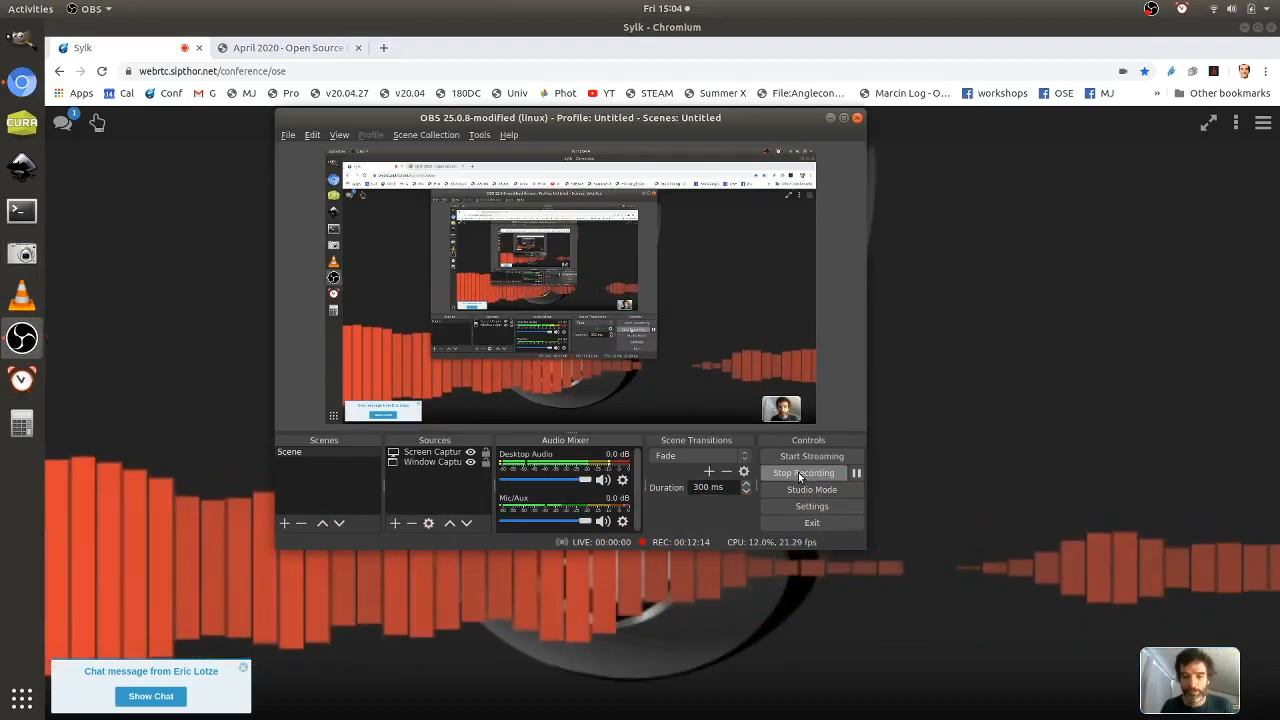 Activities
OBS
Fri 15:04
Sylk - Chromium
Sylk
April 2020 - Open Source
webrtc.sipthor.net/conference/ose
Apps
Cal
Conf
G
MJ
Pro
v20.04.27
v20.04
180DC
Univ
Phot
YT
STEAM
Summer X
File:Anglecon...
Marcin Log - O...
workshops
OSE
MJ
»
Other bookmarks
1
CURA
OBS 25.0.8-modified (linux) - Profile: Untitled - Scenes: Untitled
File Edit View Profile Scene Collection Tools Help
Scenes
Sources
Audio Mixer
Scene Transitions
Controls
Scene
Screen Captur
Window Captu
Desktop Audio 0.0 dB
Mic/Aux 0.0 dB
Fade
Duration 300 ms
Start Streaming
Stop Recording
Studio Mode
Settings
Exit
LIVE: 00:00:00
REC: 00:12:14
CPU: 12.0%, 21.29 fps
Chat message from Eric Lotze
Show Chat